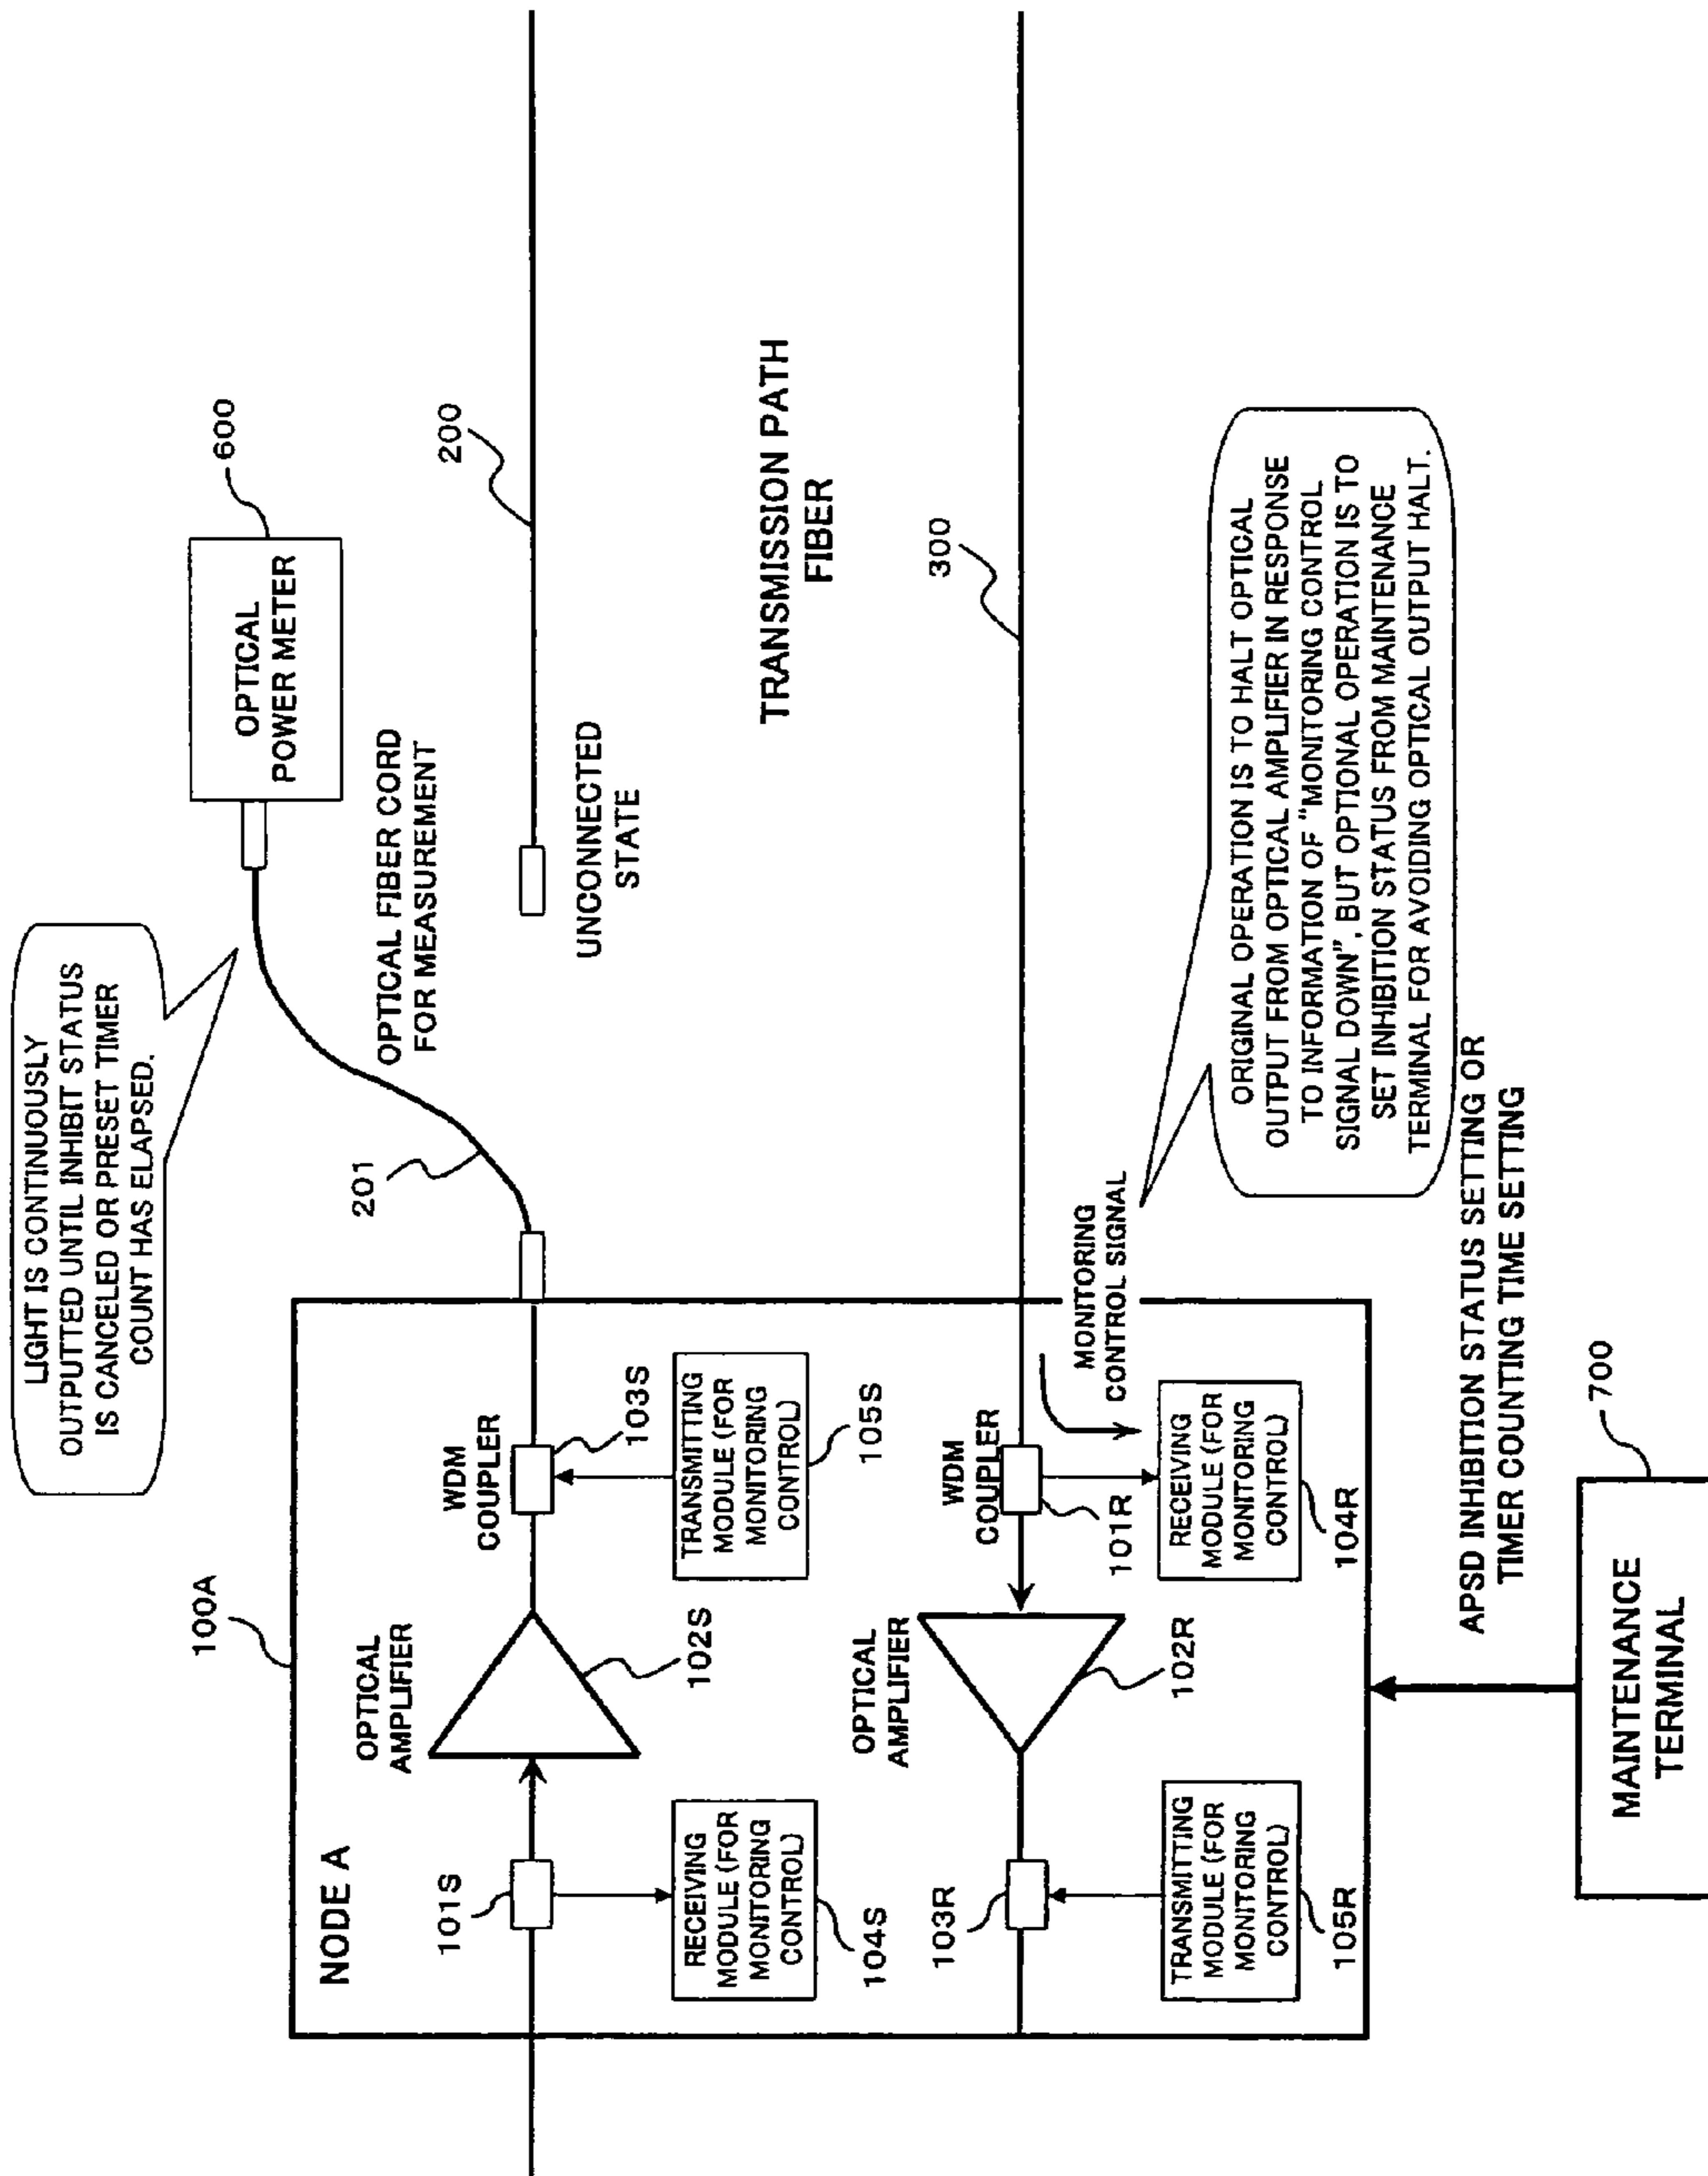 LIGHT IS CONTINUOUSLY
OUTPUTTED UNTIL INHIBIT STATUS
IS CANCELED OR PRESET TIMER
COUNT HAS ELAPSED.
OPTICAL
POWER METER
600
OPTICAL FIBER CORD
FOR MEASUREMENT
201
200
UNCONNECTED
STATE
TRANSMISSION PATH
FIBER
300
100A
NODE A
OPTICAL
AMPLIFIER
102S
WDM
COUPLER
103S
101S
RECEIVING
MODULE (FOR
MONITORING
CONTROL)
104S
TRANSMITTING
MODULE (FOR
MONITORING
CONTROL)
105S
OPTICAL
AMPLIFIER
102R
WDM
COUPLER
101R
MONITORING
CONTROL SIGNAL
103R
TRANSMITTING
MODULE (FOR
MONITORING
CONTROL)
105R
RECEIVING
MODULE (FOR
MONITORING
CONTROL)
104R
ORIGINAL OPERATION IS TO HALT OPTICAL
OUTPUT FROM OPTICAL AMPLIFIER IN RESPONSE
TO INFORMATION OF "MONITORING CONTROL
SIGNAL DOWN", BUT OPTIONAL OPERATION IS TO
SET INHIBITION STATUS FROM MAINTENANCE
TERMINAL FOR AVOIDING OPTICAL OUTPUT HALT.
APSD INHIBITION STATUS SETTING OR
TIMER COUNTING TIME SETTING
MAINTENANCE
TERMINAL
700